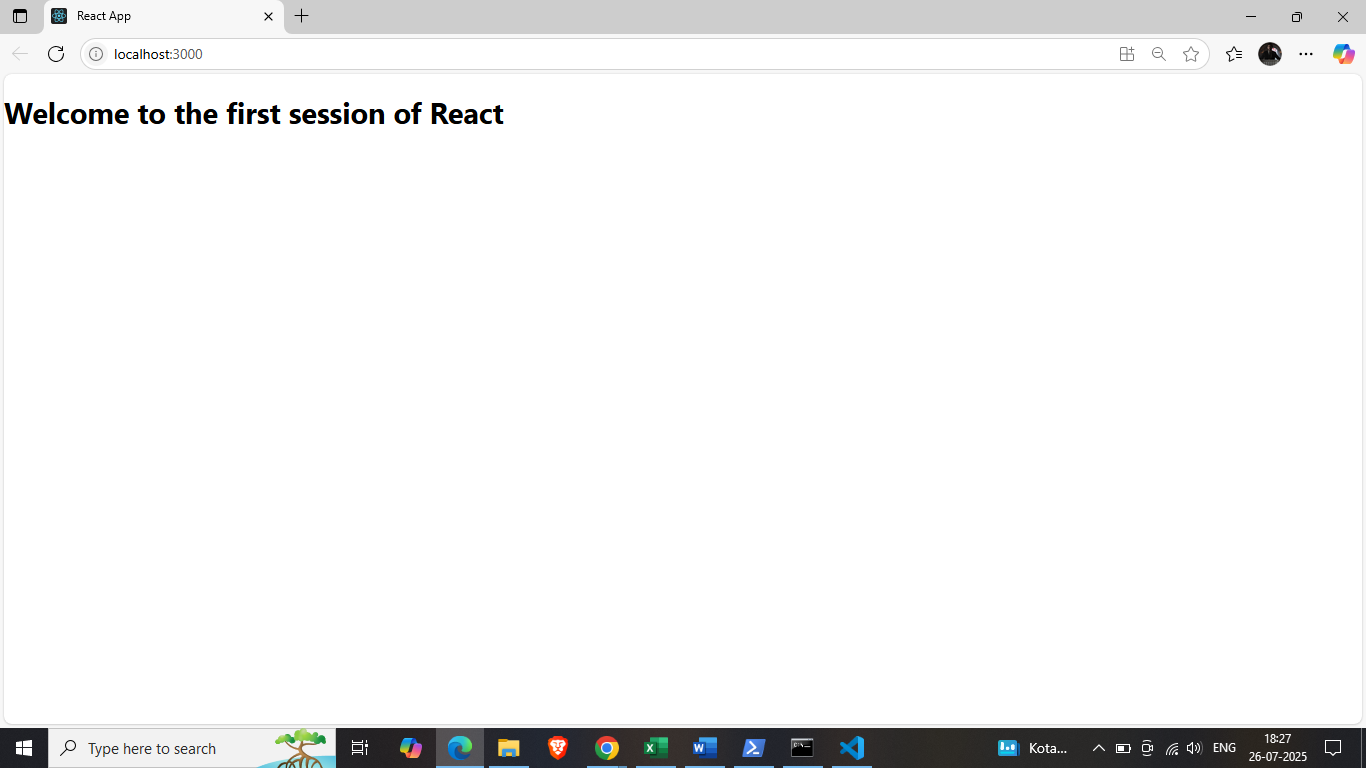 React App
localhost:3000
Welcome to the first session of React
Type here to search
Kota...
ENG
18:27
26-07-2025